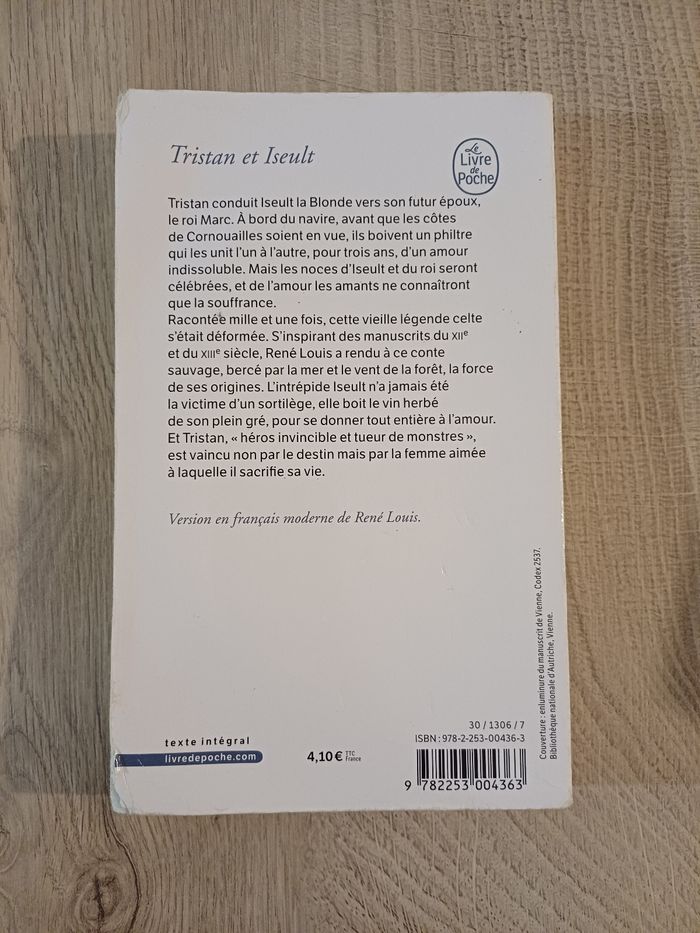 Tristan et Iseult
Le
Livre
de
Poche
Tristan conduit Iseult la Blonde vers son futur époux,
le roi Marc. À bord du navire, avant que les côtes
de Cornouailles soient en vue, ils boivent un philtre
qui les unit l'un à l'autre, pour trois ans, d'un amour
indissoluble. Mais les noces d'Iseult et du roi seront
célébrées, et de l'amour les amants ne connaîtront
que la souffrance.
Racontée mille et une fois, cette vieille légende celte
s'était déformée. S'inspirant des manuscrits du XIIe
et du XIIIe siècle, René Louis a rendu à ce conte
sauvage, bercé par la mer et le vent de la forêt, la force
de ses origines. L'intrépide Iseult n'a jamais été
la victime d'un sortilège, elle boit le vin herbé
de son plein gré, pour se donner tout entière à l'amour.
Et Tristan, « héros invincible et tueur de monstres »,
est vaincu non par le destin mais par la femme aimée
à laquelle il sacrifie sa vie.
Version en français moderne de René Louis.
Couverture : enluminure du manuscrit de Vienne, Codex 2537.
Bibliothèque nationale d'Autriche, Vienne.
texte intégral
livredepoche.com
4,10 € TTC
France
30 / 1306 / 7
ISBN : 978-2-253-00436-3
9 782253 004363